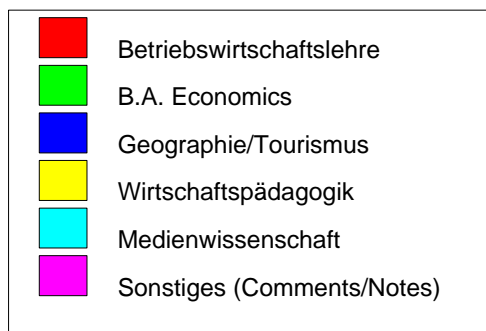 Betriebswirtschaftslehre
B.A. Economics
Geographie/Tourismus
Wirtschaftspädagogik
Medienwissenschaft
Sonstiges (Comments/Notes)